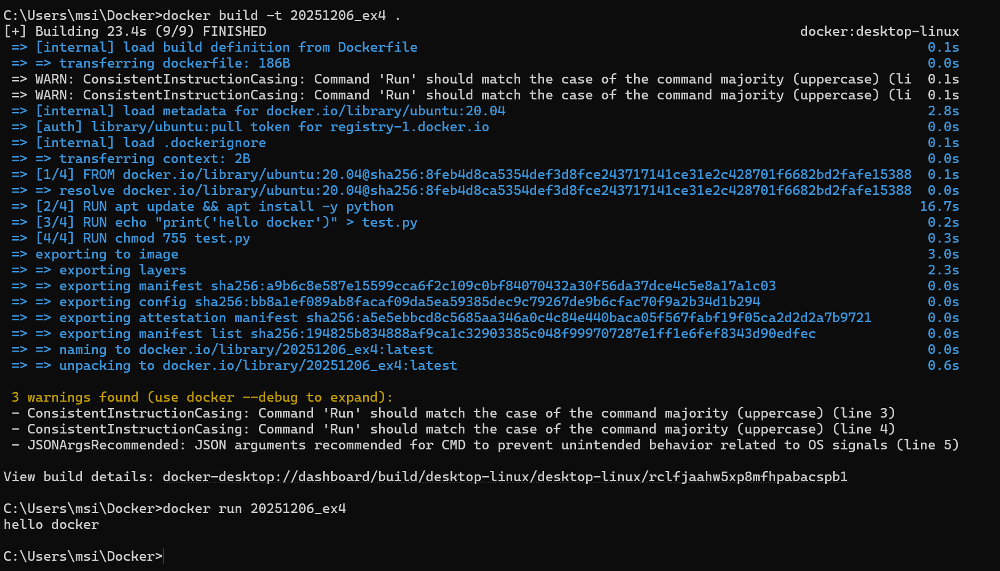 C:\Users\msi\Docker>docker build -t 20251206_ex4 .
[+] Building 23.4s (9/9) FINISHED docker:desktop-linux
=> [internal] load build definition from Dockerfile 0.1s
=> => transferring dockerfile: 186B 0.0s
=> WARN: ConsistentInstructionCasing: Command 'Run' should match the case of the command majority (uppercase) (li 0.1s
=> WARN: ConsistentInstructionCasing: Command 'Run' should match the case of the command majority (uppercase) (li 0.1s
=> [internal] load metadata for docker.io/library/ubuntu:20.04 2.8s
=> [auth] library/ubuntu:pull token for registry-1.docker.io 0.0s
=> [internal] load .dockerignore 0.1s
=> => transferring context: 2B 0.0s
=> [1/4] FROM docker.io/library/ubuntu:20.04@sha256:8feb4d8ca5354def3d8fce243717141ce31e2c428701f6682bd2fafe15388 0.1s
=> => resolve docker.io/library/ubuntu:20.04@sha256:8feb4d8ca5354def3d8fce243717141ce31e2c428701f6682bd2fafe15388 0.0s
=> [2/4] RUN apt update && apt install -y python 16.7s
=> [3/4] RUN echo "print('hello docker')" > test.py 0.2s
=> [4/4] RUN chmod 755 test.py 0.3s
=> exporting to image 3.0s
=> => exporting layers 2.3s
=> => exporting manifest sha256:a9b6c8e587e15599cca6f2c109c0bf84070432a30f56da37dce4c5e8a17a1c03 0.0s
=> => exporting config sha256:bb8a1ef089ab8facaf09da5ea59385dec9c79267de9b6cfac70f9a2b34d1b294 0.0s
=> => exporting attestation manifest sha256:a5e5ebbcd8c5685aa346a0c4c84e440baca05f567fabf19f05ca2d2d2a7b9721 0.0s
=> => exporting manifest list sha256:194825b834888af9ca1c32903385c048f999707287e1ff1e6fef8343d90edfec 0.0s
=> => naming to docker.io/library/20251206_ex4:latest 0.0s
=> => unpacking to docker.io/library/20251206_ex4:latest 0.6s
3 warnings found (use docker --debug to expand):
- ConsistentInstructionCasing: Command 'Run' should match the case of the command majority (uppercase) (line 3)
- ConsistentInstructionCasing: Command 'Run' should match the case of the command majority (uppercase) (line 4)
- JSONArgsRecommended: JSON arguments recommended for CMD to prevent unintended behavior related to OS signals (line 5)
View build details: docker-desktop://dashboard/build/desktop-linux/desktop-linux/rclfjaahw5xp8mfhpabacspb1
C:\Users\msi\Docker>docker run 20251206_ex4
hello docker
C:\Users\msi\Docker>